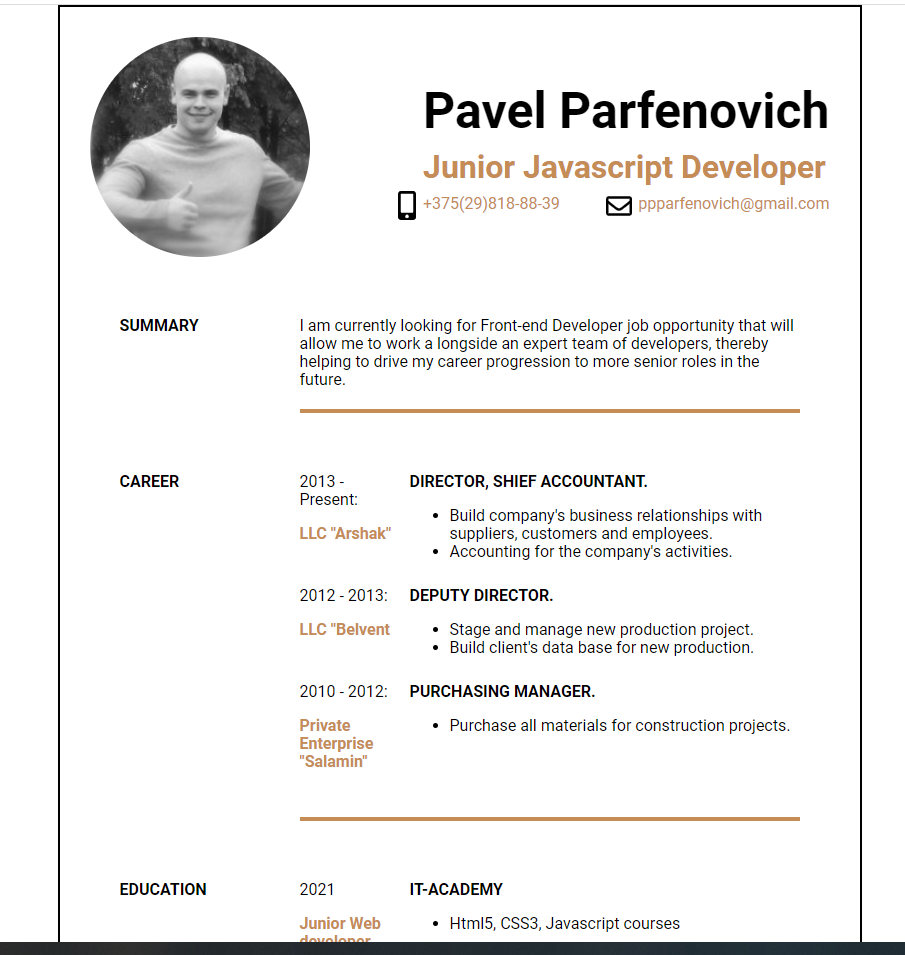 Pavel Parfenovich
Junior Javascript Developer
+375(29)818-88-39
ppparfenovich@gmail.com
SUMMARY
I am currently looking for Front-end Developer job opportunity that will
allow me to work a longside an expert team of developers, thereby
helping to drive my career progression to more senior roles in the
future.
CAREER
2013 -
Present:
LLC "Arshak"
DIRECTOR, SHIEF ACCOUNTANT.
• Build company's business relationships with
suppliers, customers and employees.
• Accounting for the company's activities.
2012 - 2013:
LLC "Belvent
DEPUTY DIRECTOR.
• Stage and manage new production project.
• Build client's data base for new production.
2010 - 2012:
Private
Enterprise
"Salamin"
PURCHASING MANAGER.
• Purchase all materials for construction projects.
EDUCATION
2021
Junior Web
developer
IT-ACADEMY
• Html5, CSS3, Javascript courses